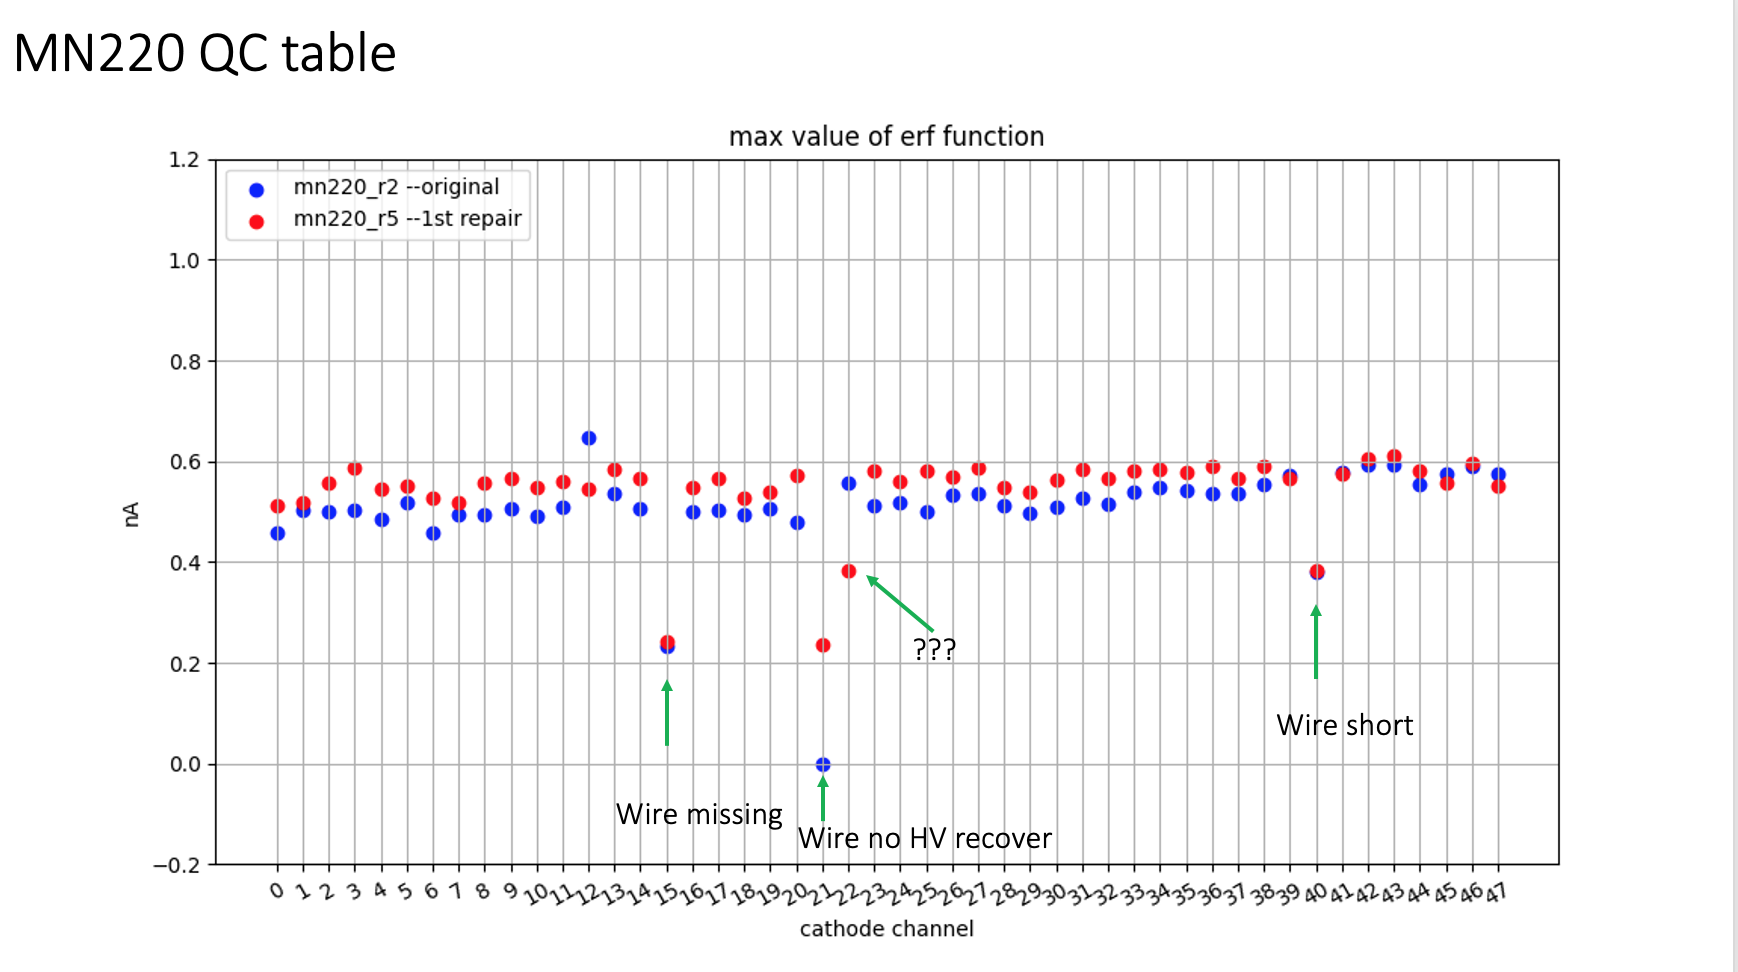 MN220 QC table
max value of erf function
mn220_r2 --original
mn220_r5 --1st repair
1.2
1.0
0.8
0.6
0.4
0.2
0.0
−0.2
nA
???
Wire short
Wire missing
Wire no HV recover
0 1 2 3 4 5 6 7 8 9 10 11 12 13 14 15 16 17 18 19 20 21 22 23 24 25 26 27 28 29 30 31 32 33 34 35 36 37 38 39 40 41 42 43 44 45 46 47
cathode channel